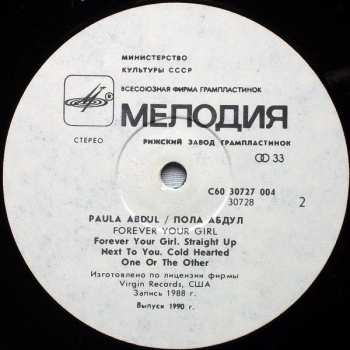 МИНИСТЕРСТВО
КУЛЬТУРЫ СССР
ВСЕСОЮЗНАЯ ФИРМА ГРАМПЛАСТИНОК
МЕЛОДИЯ
СТЕРЕО
РИЖСКИЙ ЗАВОД ГРАМПЛАСТИНОК
33
С60 30727 004
30728
2
PAULA ABDUL / ПОЛА АБДУЛ
FOREVER YOUR GIRL
Forever Your Girl. Straight Up
Next To You. Cold Hearted
One Or The Other
Изготовлено по лицензии фирмы
Virgin Records, США
Запись 1988 г.
Выпуск 1990 г.